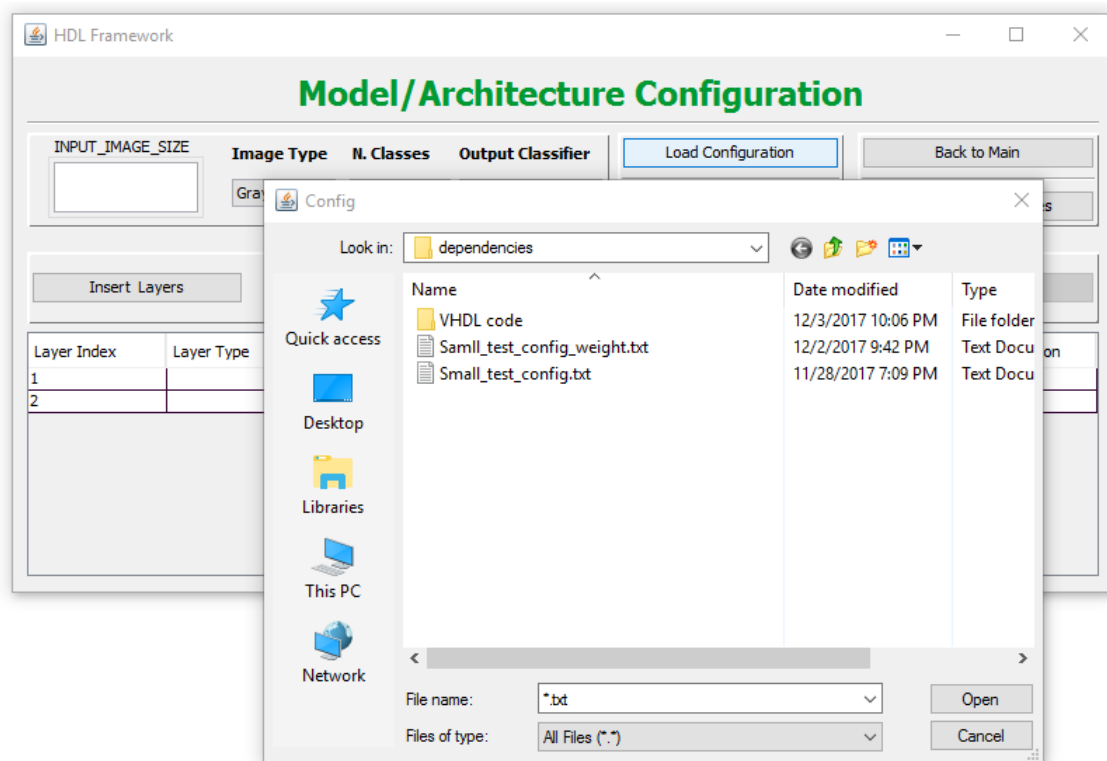 HDL Framework
Model/Architecture Configuration
INPUT_IMAGE_SIZE
Image Type N. Classes Output Classifier
Load Configuration
Back to Main
Config
Look in: dependencies
Insert Layers
Name Date modified Type
VHDL code 12/3/2017 10:06 PM File folder
Samll_test_config_weight.txt 12/2/2017 9:42 PM Text Docu
Small_test_config.txt 11/28/2017 7:09 PM Text Docu
Quick access
Desktop
Libraries
This PC
Network
Layer Index Layer Type
1
2
File name: *.txt Open
Files of type: All Files (*.*) Cancel